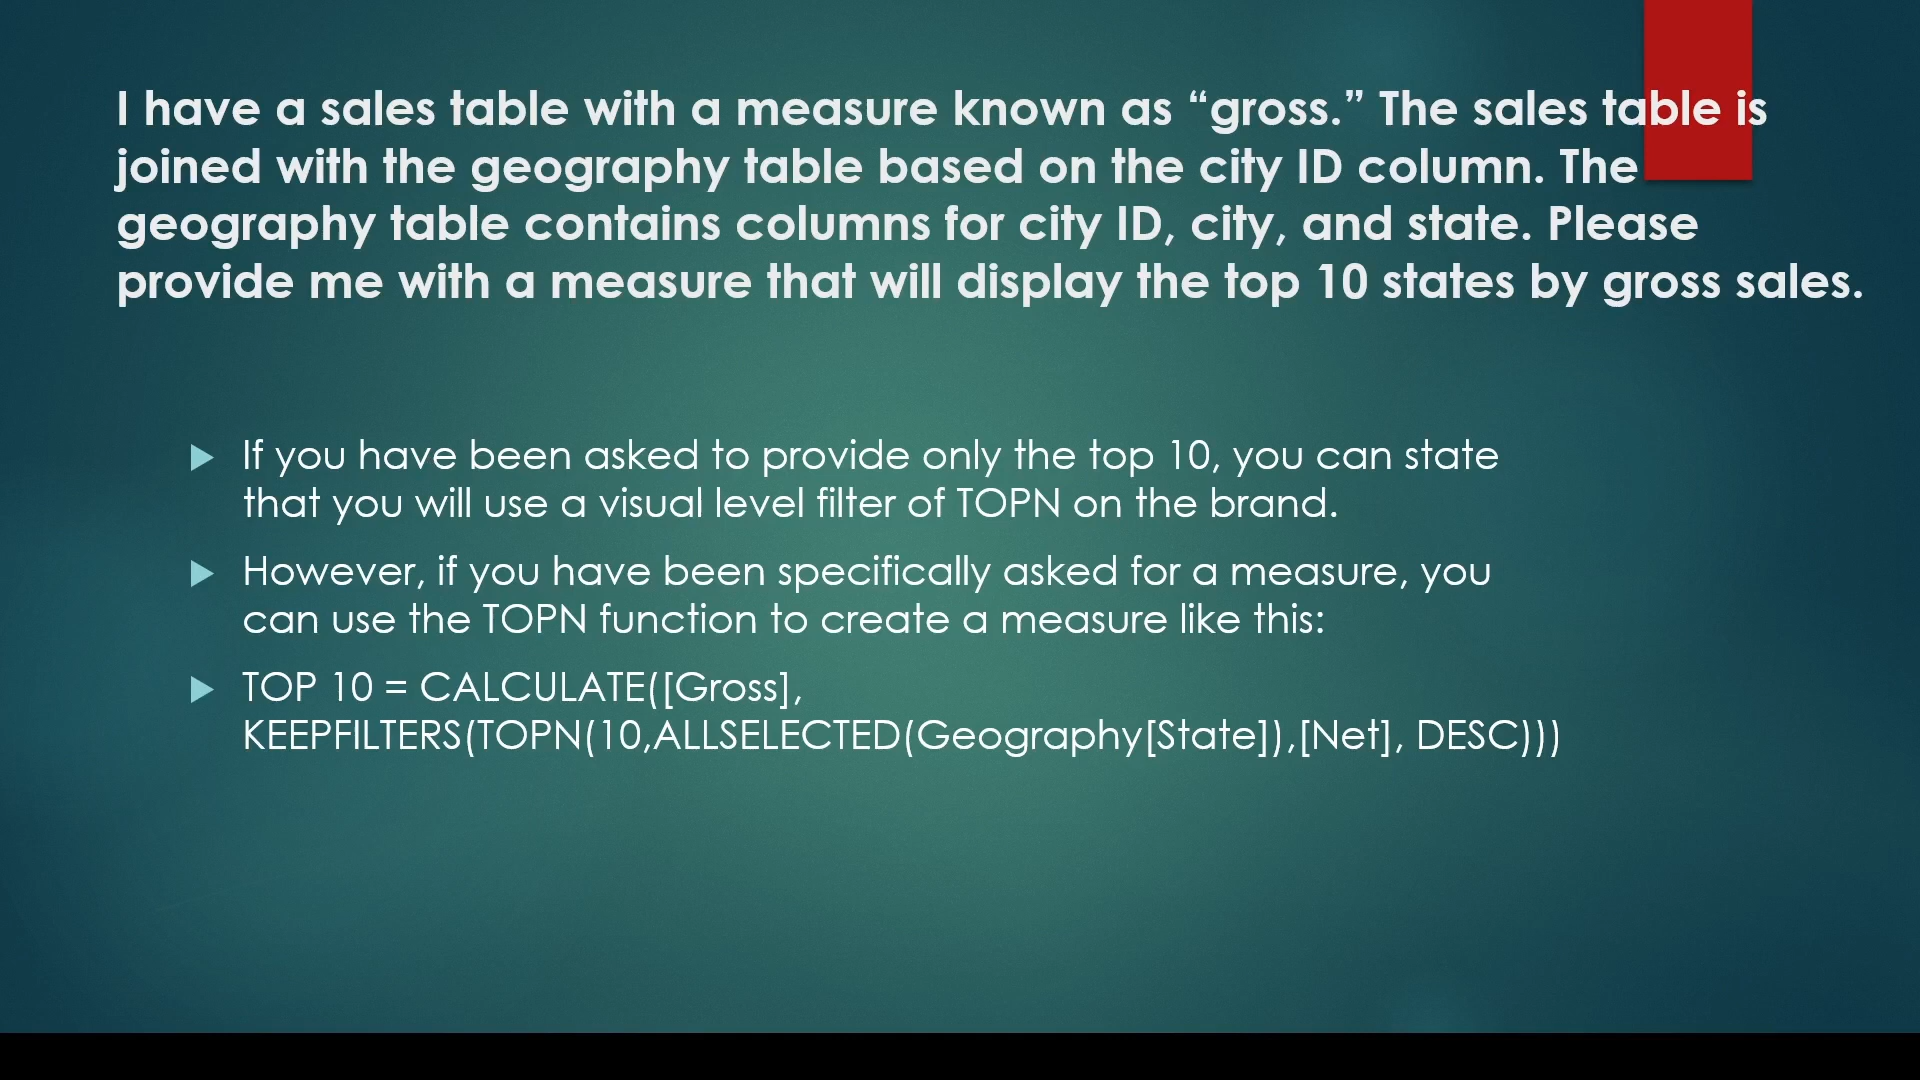 I have a sales table with a measure known as “gross.” The sales table is
joined with the geography table based on the city ID column. The
geography table contains columns for city ID, city, and state. Please
provide me with a measure that will display the top 10 states by gross sales.
If you have been asked to provide only the top 10, you can state
that you will use a visual level filter of TOPN on the brand.
However, if you have been specifically asked for a measure, you
can use the TOPN function to create a measure like this:
TOP 10 = CALCULATE([Gross],
KEEPFILTERS(TOPN(10,ALLSELECTED(Geography[State]),[Net], DESC)))